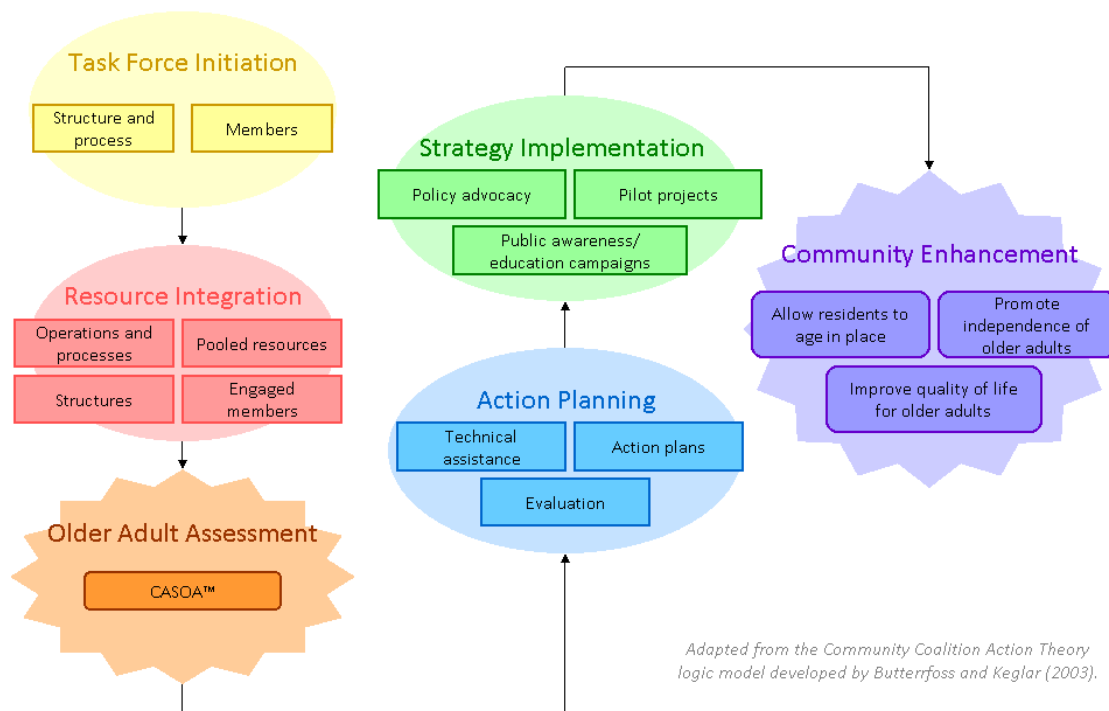 Task Force Initiation
Structure and
process
Members
Resource Integration
Operations and
processes
Pooled resources
Structures
Engaged
members
Older Adult Assessment
CASOA™
Strategy Implementation
Policy advocacy
Pilot projects
Public awareness/
education campaigns
Action Planning
Technical
assistance
Action plans
Evaluation
Community Enhancement
Allow residents to
age in place
Promote
independence of
older adults
Improve quality of life
for older adults
Adapted from the Community Coalition Action Theory
logic model developed by Butterrfoss and Keglar (2003).